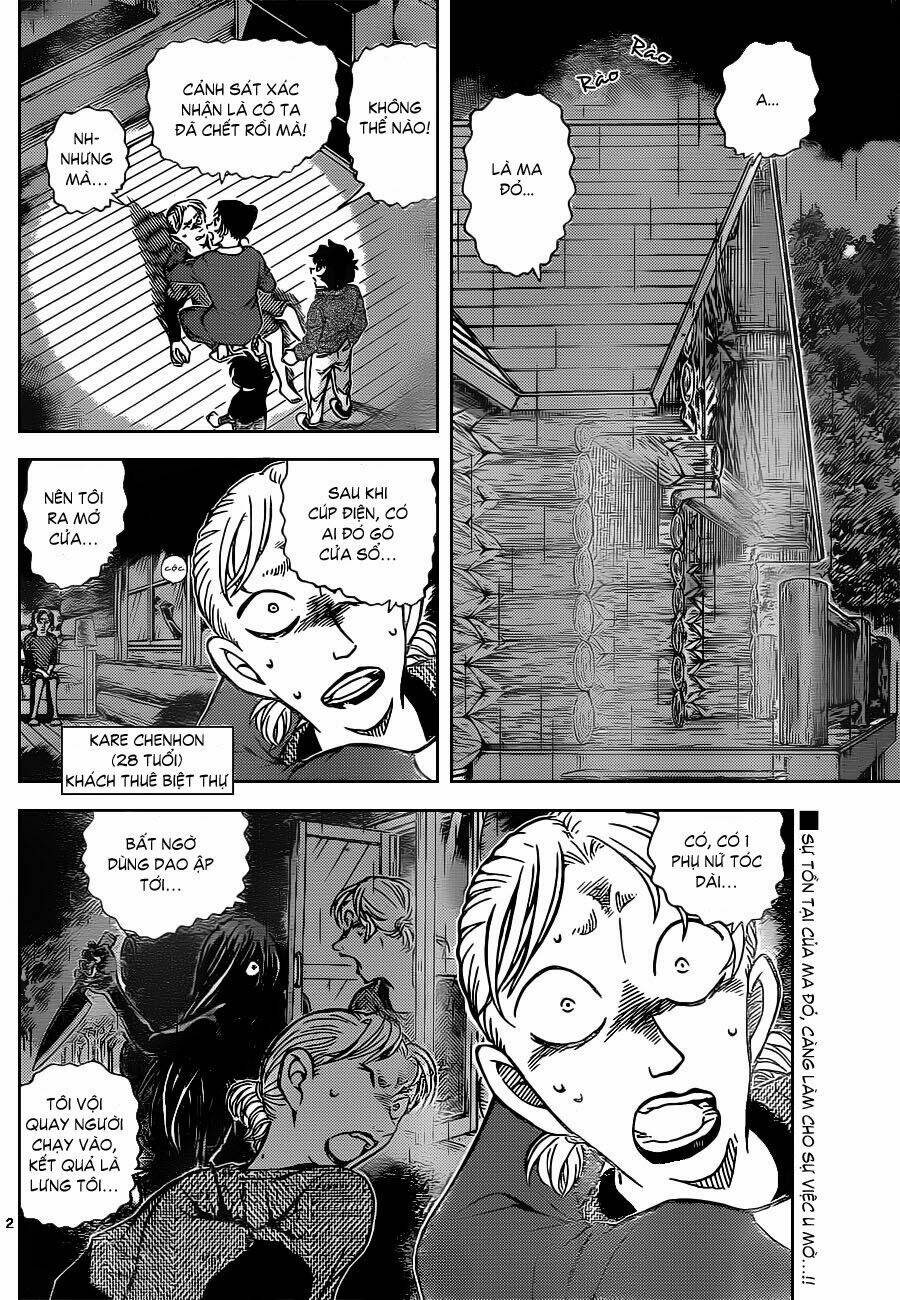 Rào
Rào
A...
LÀ MA
ĐỎ...
KHÔNG
THỂ NÀO!
CẢNH SÁT XÁC
NHẬN LÀ CÔ TA
ĐÃ CHẾT RỒI MÀ!
NH-
NHƯNG
MÀ...
SAU KHI
CÚP ĐIỆN, CÓ
AI ĐÓ GÕ
CỬA SỔ...
NÊN TÔI
RA MỞ
CỬA...
CỘC
KARE CHENHON
(28 TUỔI)
KHÁCH THUÊ BIỆT THỰ
SỰ TỒN TẠI CỦA MA ĐỎ, CÀNG LÀM CHO SỰ VIỆC U MỜ...!!
CÓ, CÓ 1
PHỤ NỮ TÓC
DÀI...
BẤT NGỜ
DÙNG DAO ẬP
TỚI...
TÔI VỘI
QUAY NGƯỜI
CHẠY VÀO,
KẾT QUẢ LÀ
LƯNG TÔI...
2